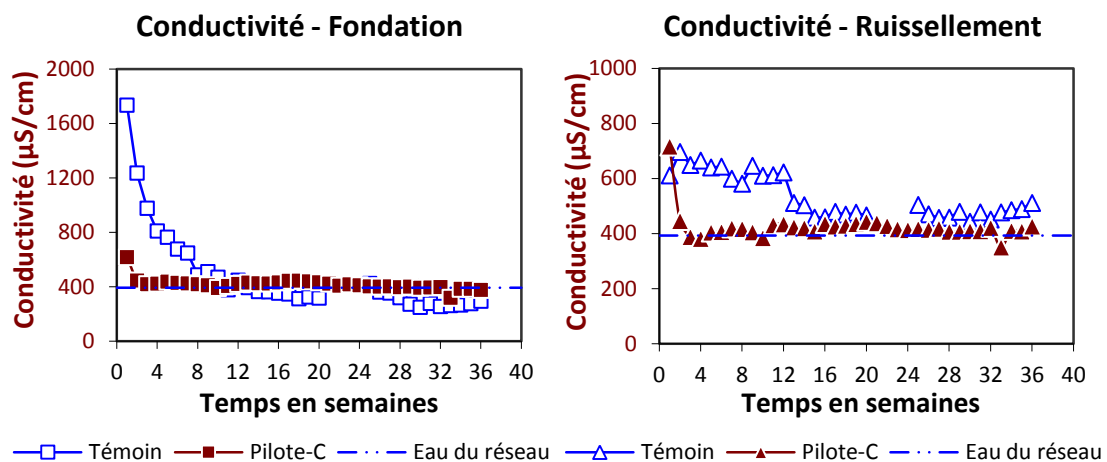 Conductivité - Fondation
Conductivité (µS/cm)
2000
1600
1200
800
400
0
0 4 8 12 16 20 24 28 32 36 40
Temps en semaines
Témoin Pilote-C Eau du réseau
Conductivité - Ruissellement
Conductivité (µS/cm)
1000
800
600
400
200
0
0 4 8 12 16 20 24 28 32 36 40
Temps en semaines
Témoin Pilote-C Eau du réseau